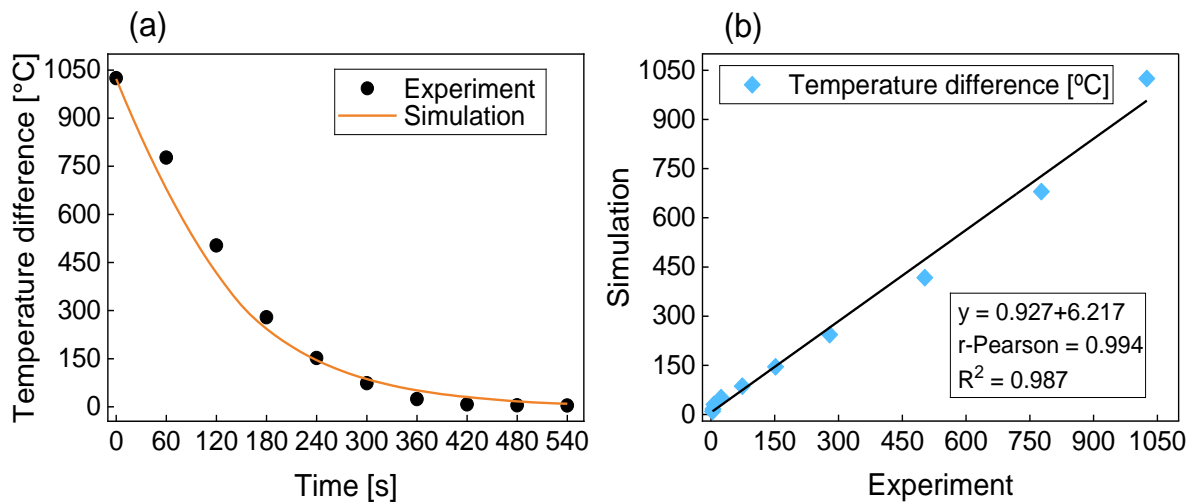 (a)
Temperature difference [°C]
1050
900
750
600
450
300
150
0
Experiment
Simulation
0 60 120 180 240 300 360 420 480 540
Time [s]
(b)
Simulation
1050
900
750
600
450
300
150
0
Temperature difference [ºC]
y = 0.927+6.217
r-Pearson = 0.994
R² = 0.987
0 150 300 450 600 750 900 1050
Experiment